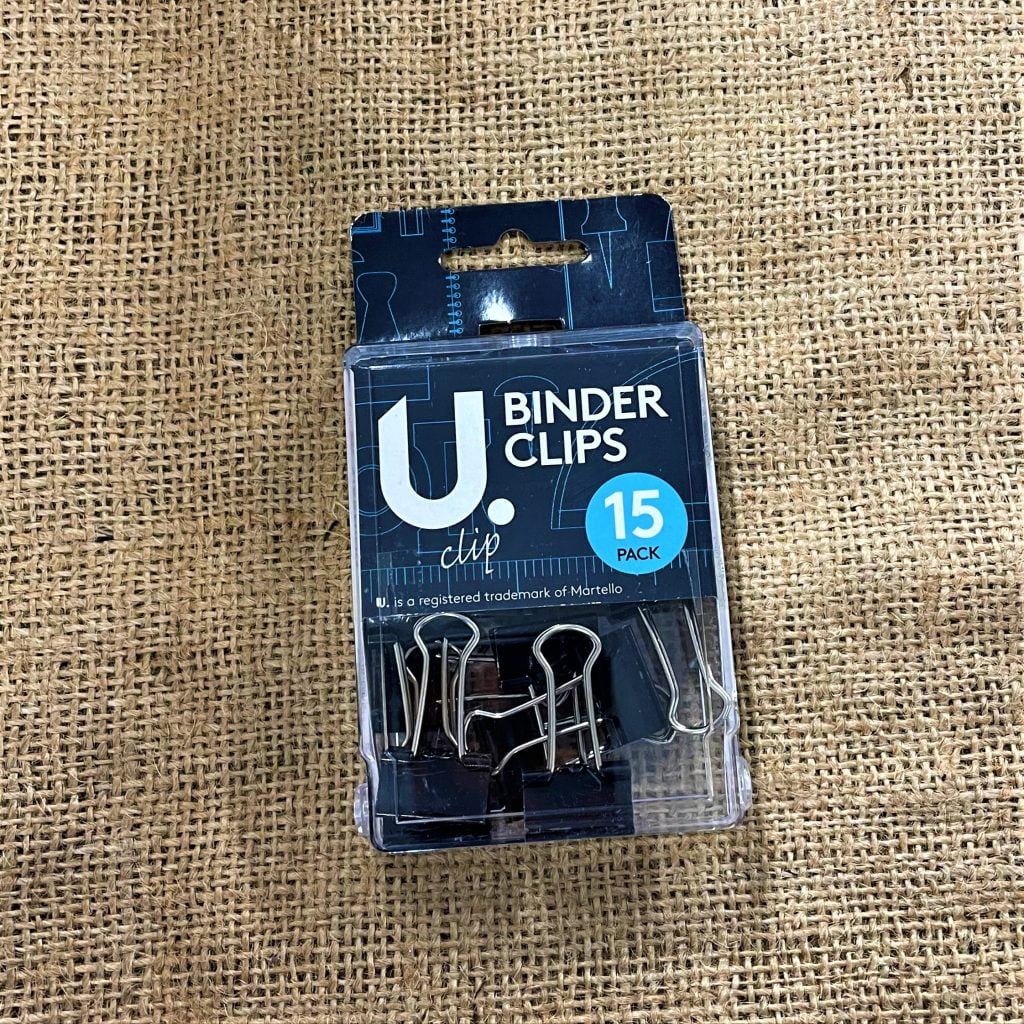 U.
BINDER
CLIPS
15
PACK
clip
U. is a registered trademark of Martello